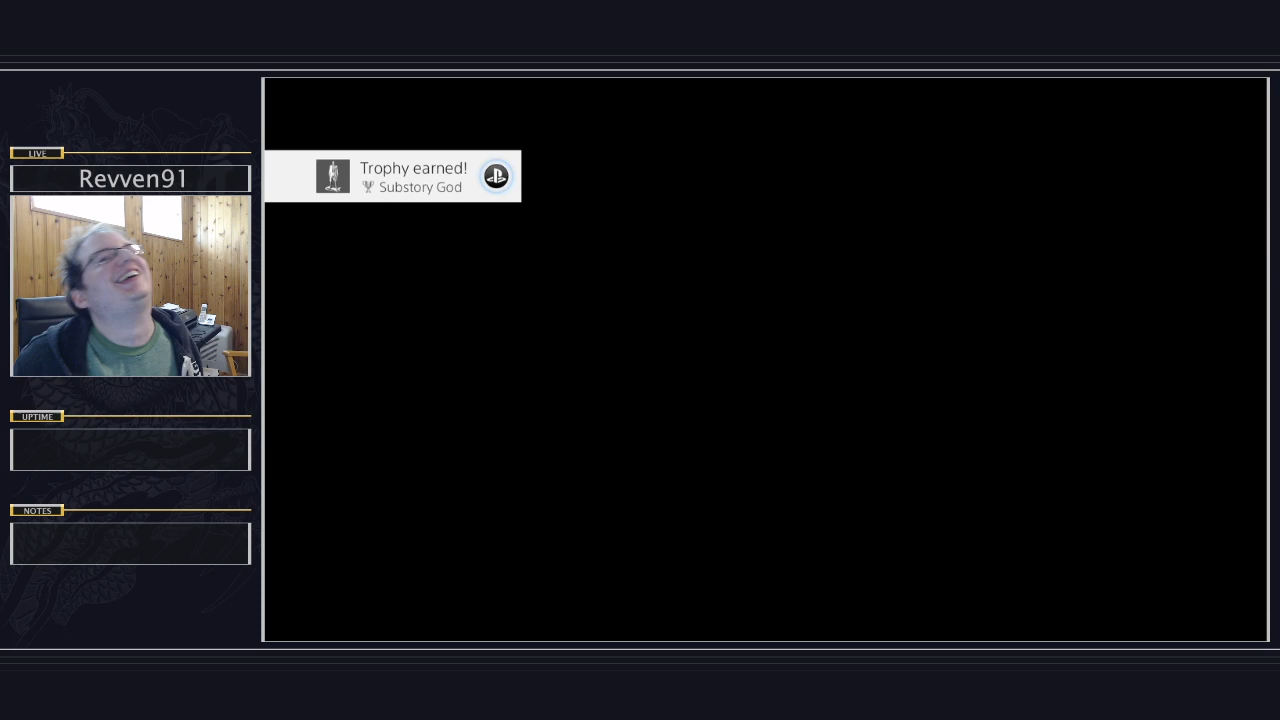 LIVE
Revven91
Trophy earned!
Substory God
UPTIME
NOTES